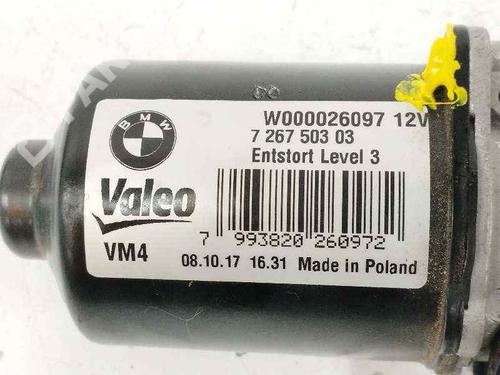 BMW
W000026097 12V
7 267 503 03
Entstort Level 3
Valeo
7 993820 260972
VM4
08.10.17 16.31 Made in Poland